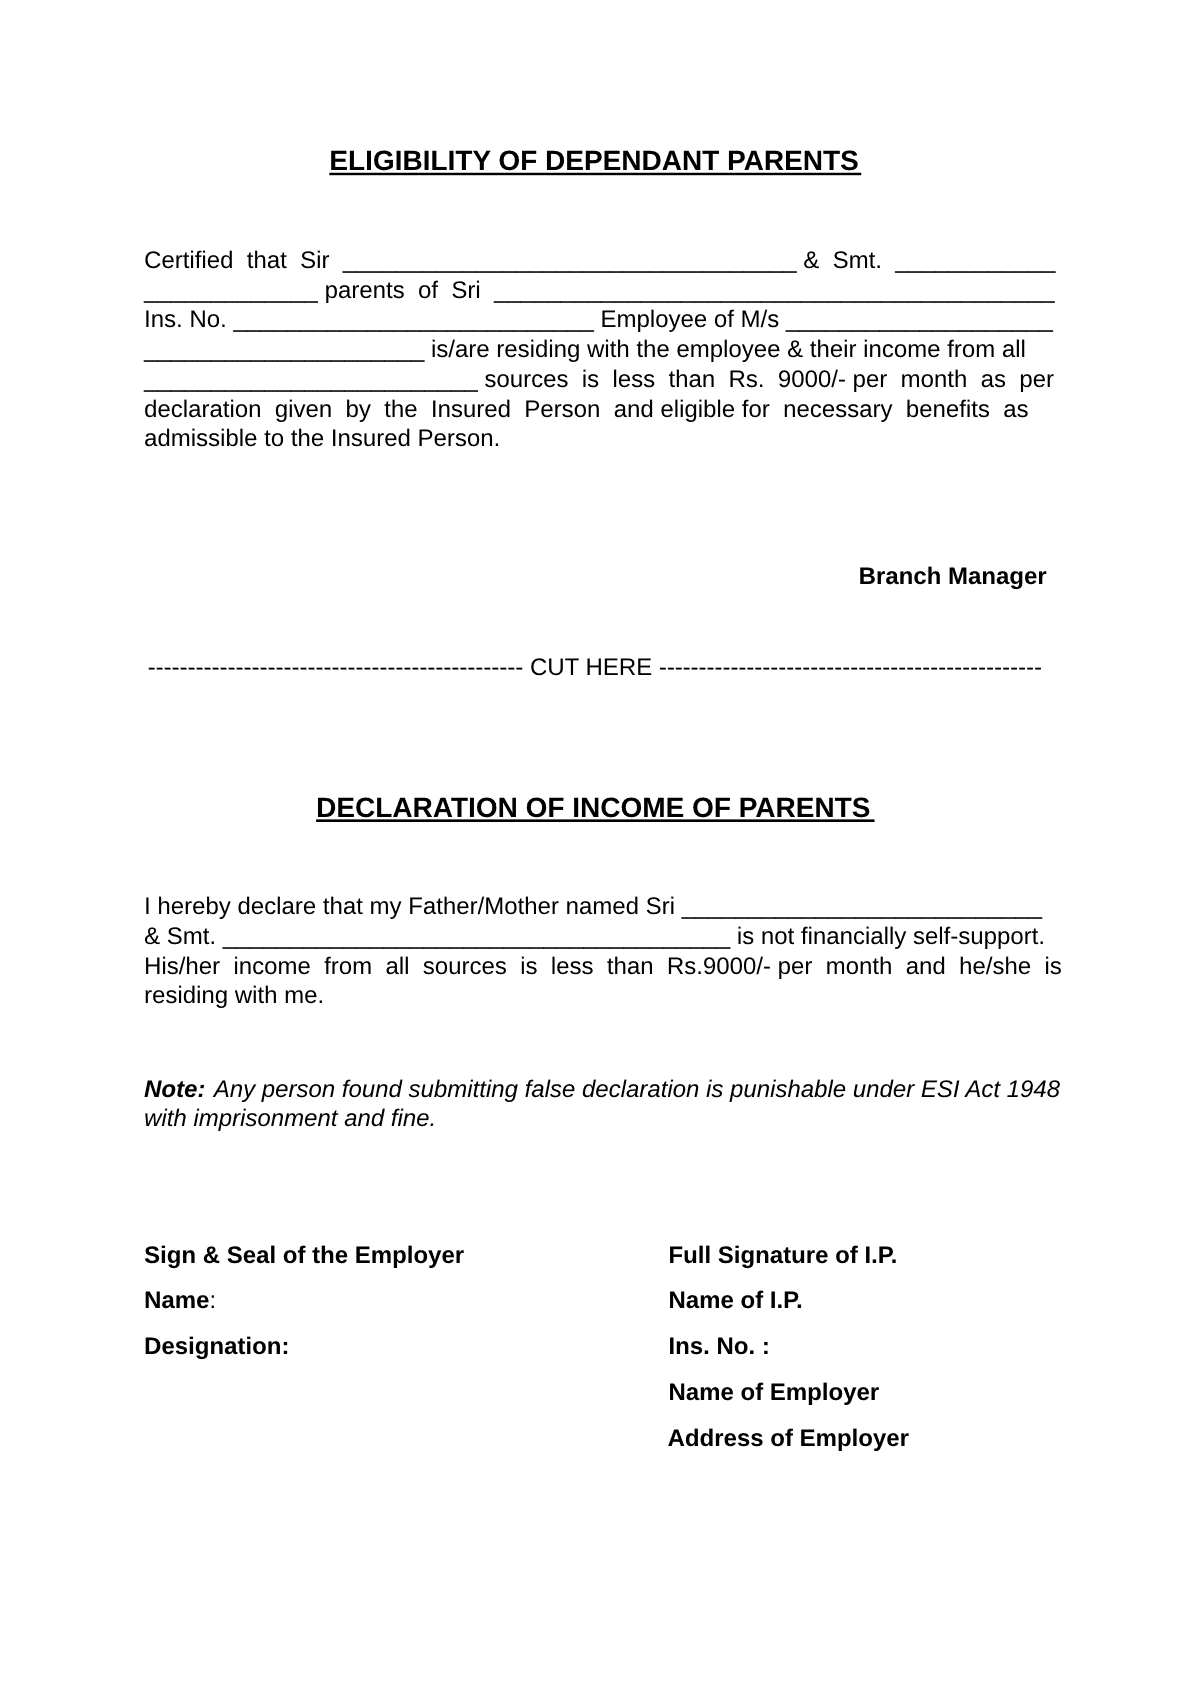 ELIGIBILITY OF DEPENDANT PARENTS
Certified that Sir __________________________________ & Smt. ____________
_____________ parents of Sri __________________________________________
Ins. No. ___________________________ Employee of M/s ____________________
_____________________ is/are residing with the employee & their income from all
_________________________ sources is less than Rs. 9000/- per month as per
declaration given by the Insured Person and eligible for necessary benefits as
admissible to the Insured Person.
Branch Manager
----------------------------------------------- CUT HERE ------------------------------------------------
DECLARATION OF INCOME OF PARENTS
I hereby declare that my Father/Mother named Sri ___________________________
& Smt. ______________________________________ is not financially self-support.
His/her income from all sources is less than Rs.9000/- per month and he/she is
residing with me.
Note: Any person found submitting false declaration is punishable under ESI Act 1948
with imprisonment and fine.
Sign & Seal of the Employer
Full Signature of I.P.
Name:
Name of I.P.
Designation:
Ins. No. :
Name of Employer
Address of Employer